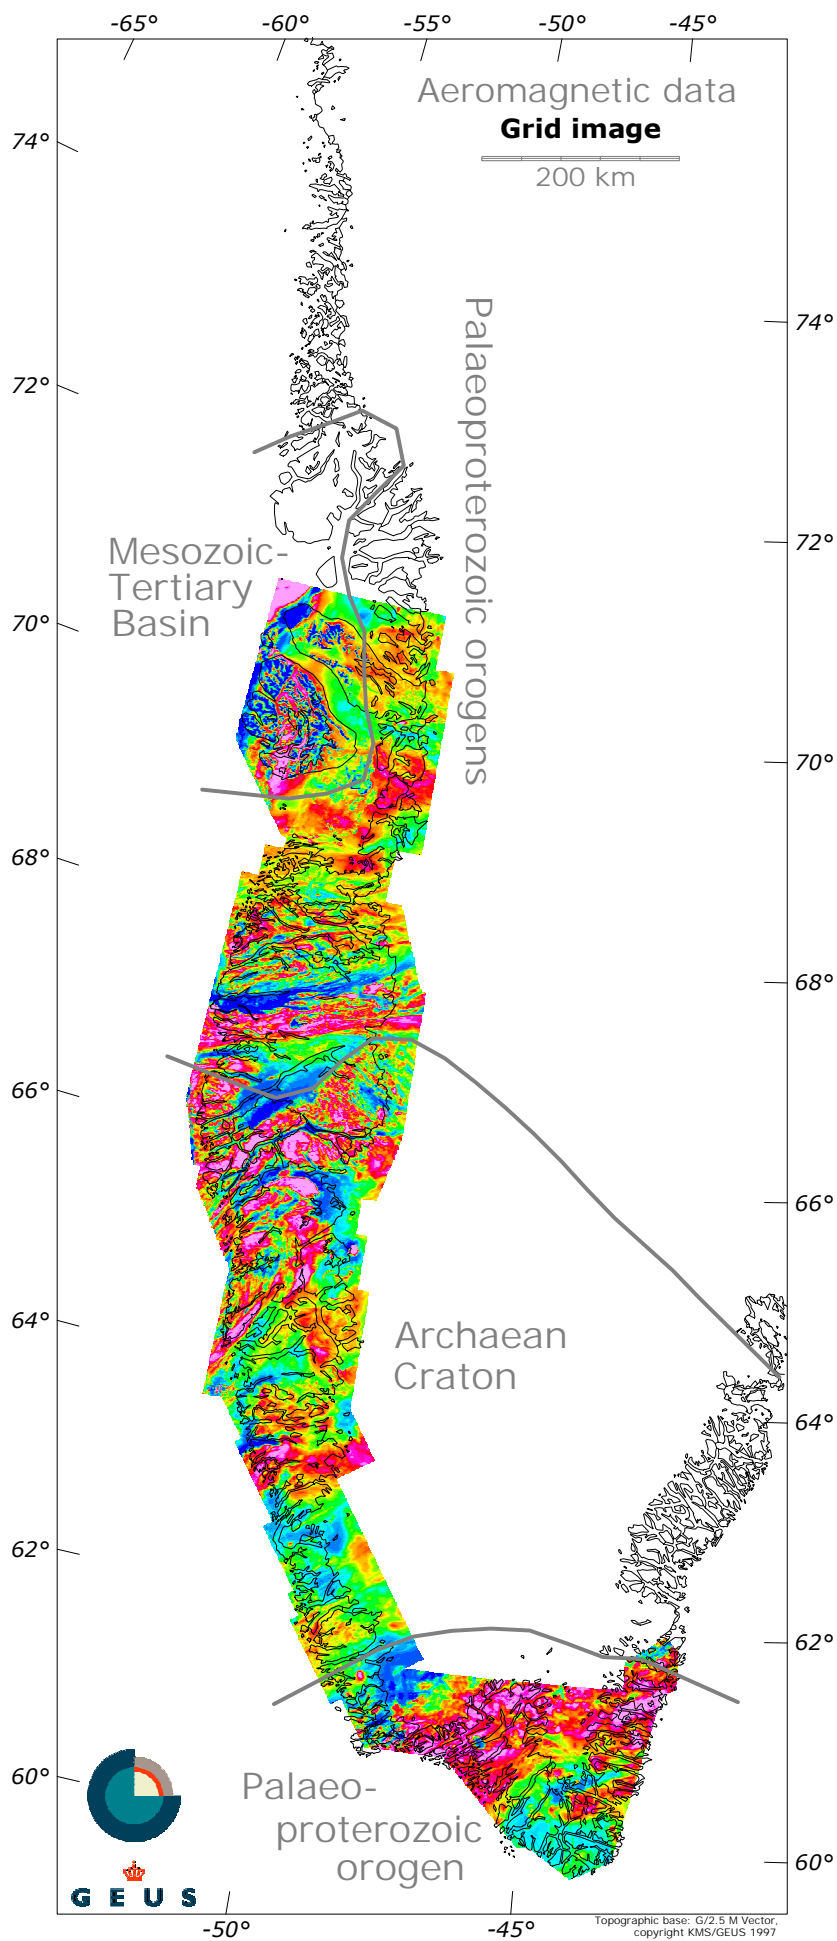 -65° -60° -55° -50° -45°
Aeromagnetic data
Grid image
200 km
74°
74°
72°
72°
Palaeoproterozoic orogens
Mesozoic-
Tertiary
Basin
70°
70°
68°
68°
66°
66°
64°
Archaean
Craton
64°
62°
62°
60°
Palaeo-
proterozoic
orogen
60°
GEUS
-50° -45°
Topographic base: G/2.5 M Vector,
copyright KMS/GEUS 1997